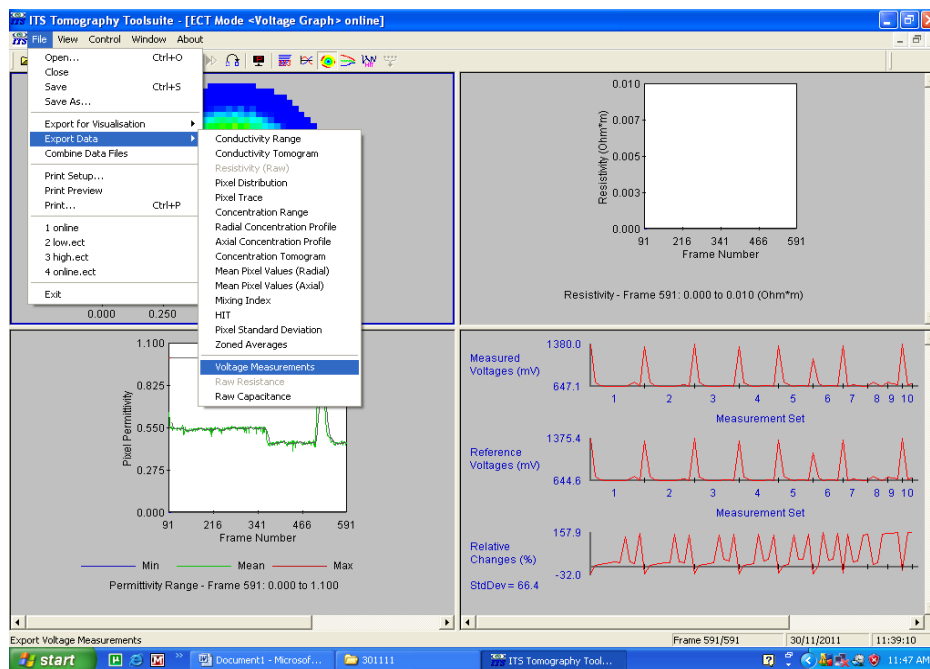 ITS Tomography Toolsuite - [ECT Mode <Voltage Graph> online]
File View Control Window About
Open... Ctrl+O
Close
Save Ctrl+S
Save As...
Export for Visualisation
Export Data
Combine Data Files
Print Setup...
Print Preview
Print... Ctrl+P
1 online
2 low.ect
3 high.ect
4 online.ect
Exit
Conductivity Range
Conductivity Tomogram
Resistivity (Raw)
Pixel Distribution
Pixel Trace
Concentration Range
Radial Concentration Profile
Axial Concentration Profile
Concentration Tomogram
Mean Pixel Values (Radial)
Mean Pixel Values (Axial)
Mixing Index
HIT
Pixel Standard Deviation
Zoned Averages
Voltage Measurements
Raw Resistance
Raw Capacitance
0.000 0.250
Resistivity (Ohm*m)
0.010
0.007
0.005
0.003
0.000
91 216 341 466 591
Frame Number
Resistivity - Frame 591: 0.000 to 0.010 (Ohm*m)
Pixel Permittivity
1.100
0.825
0.550
0.275
0.000
91 216 341 466 591
Frame Number
Min Mean Max
Permittivity Range - Frame 591: 0.000 to 1.100
Measured
Voltages (mV)
1380.0
647.1
1 2 3 4 5 6 7 8 9 10
Measurement Set
Reference
Voltages (mV)
1375.4
644.6
1 2 3 4 5 6 7 8 9 10
Measurement Set
Relative
Changes (%)
StdDev = 66.4
157.9
-32.0
Export Voltage Measurements
Frame 591/591 30/11/2011 11:39:10
start
Document1 - Microsof...
301111
ITS Tomography Tool...
11:47 AM